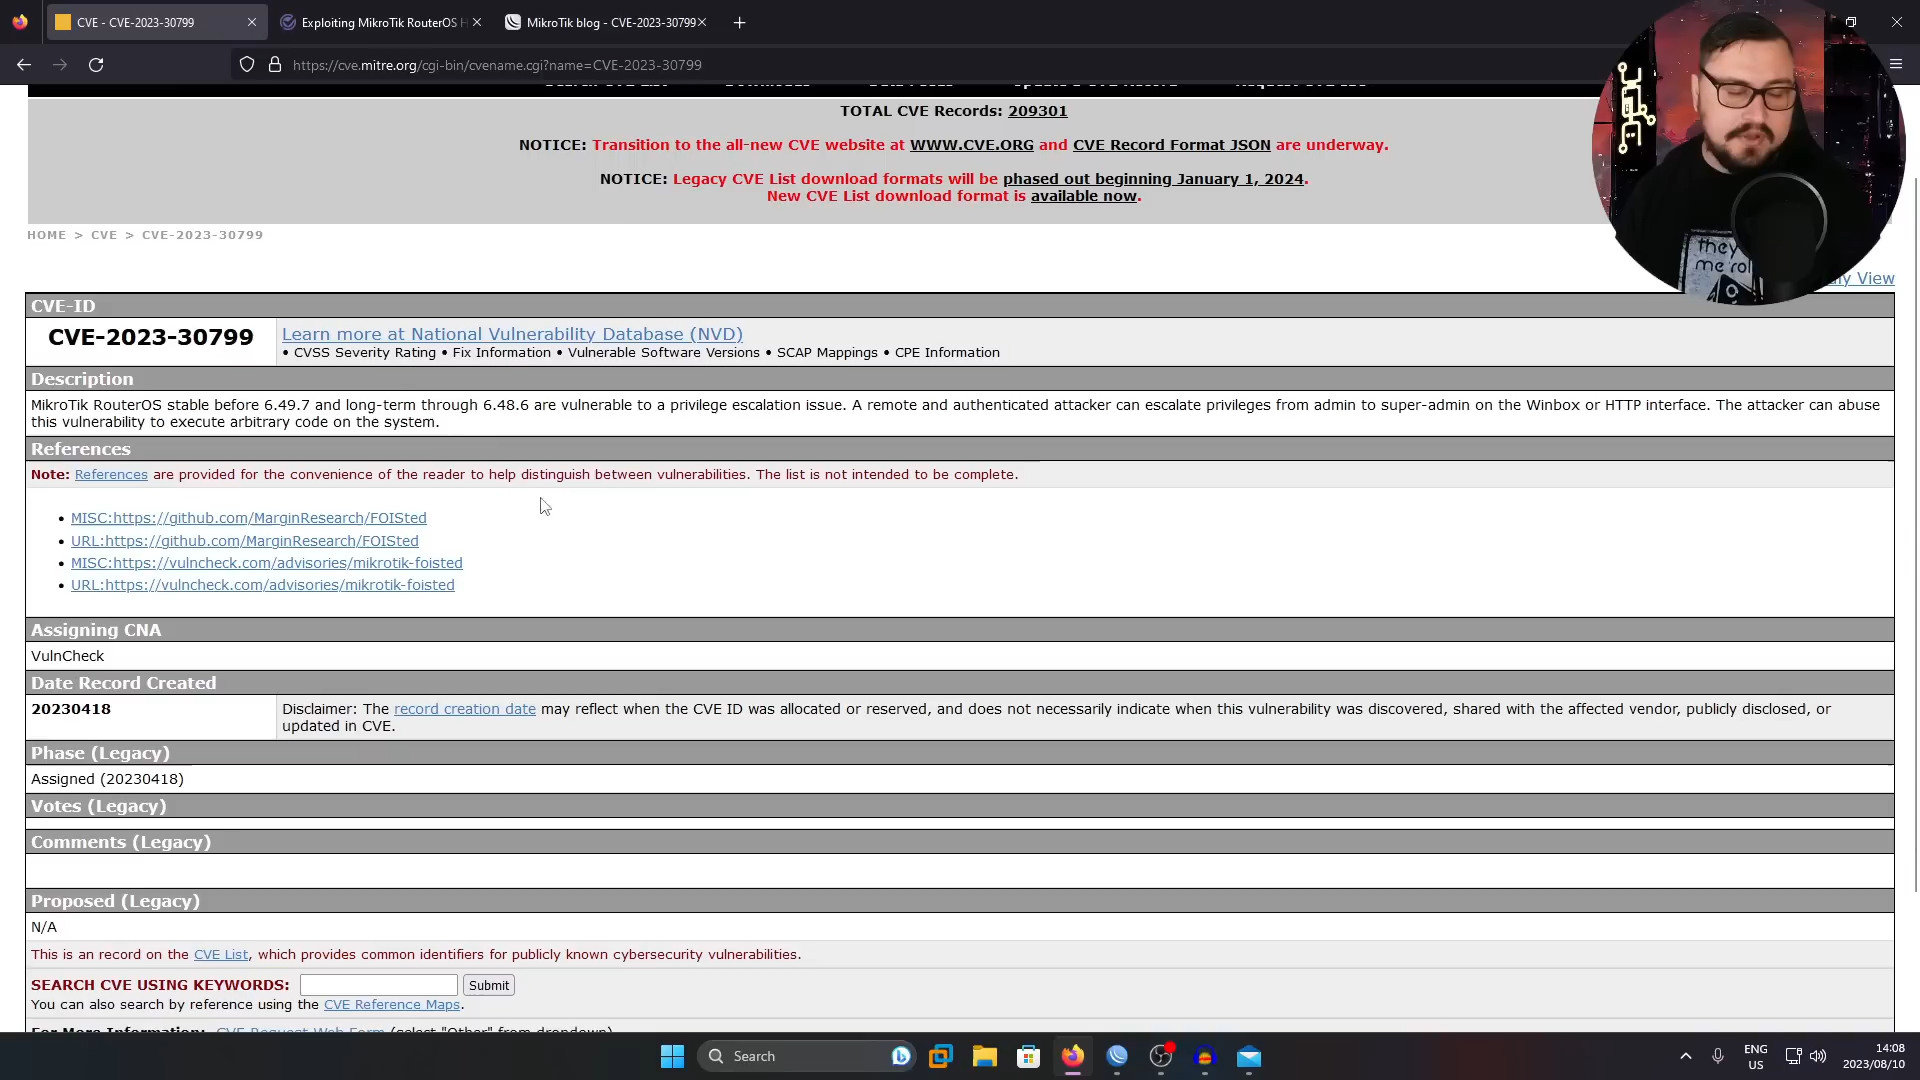 CVE - CVE-2023-30799
Exploiting MikroTik RouterOS H
MikroTik blog - CVE-2023-30799
https://cve.mitre.org/cgi-bin/cvename.cgi?name=CVE-2023-30799
TOTAL CVE Records: 209301
NOTICE: Transition to the all-new CVE website at WWW.CVE.ORG and CVE Record Format JSON are underway.
NOTICE: Legacy CVE List download formats will be phased out beginning January 1, 2024.
New CVE List download format is available now.
HOME > CVE > CVE-2023-30799
View
CVE-ID
CVE-2023-30799
Learn more at National Vulnerability Database (NVD)
• CVSS Severity Rating • Fix Information • Vulnerable Software Versions • SCAP Mappings • CPE Information
Description
MikroTik RouterOS stable before 6.49.7 and long-term through 6.48.6 are vulnerable to a privilege escalation issue. A remote and authenticated attacker can escalate privileges from admin to super-admin on the Winbox or HTTP interface. The attacker can abuse
this vulnerability to execute arbitrary code on the system.
References
Note: References are provided for the convenience of the reader to help distinguish between vulnerabilities. The list is not intended to be complete.
• MISC:https://github.com/MarginResearch/FOISted
• URL:https://github.com/MarginResearch/FOISted
• MISC:https://vulncheck.com/advisories/mikrotik-foisted
• URL:https://vulncheck.com/advisories/mikrotik-foisted
Assigning CNA
VulnCheck
Date Record Created
20230418
Disclaimer: The record creation date may reflect when the CVE ID was allocated or reserved, and does not necessarily indicate when this vulnerability was discovered, shared with the affected vendor, publicly disclosed, or
updated in CVE.
Phase (Legacy)
Assigned (20230418)
Votes (Legacy)
Comments (Legacy)
Proposed (Legacy)
N/A
This is an record on the CVE List, which provides common identifiers for publicly known cybersecurity vulnerabilities.
SEARCH CVE USING KEYWORDS: Submit
You can also search by reference using the CVE Reference Maps.
For More Information: CVE Request Web Form (select "Other" from dropdown)
they
me rol
Search
ENG
US
14:08
2023/08/10